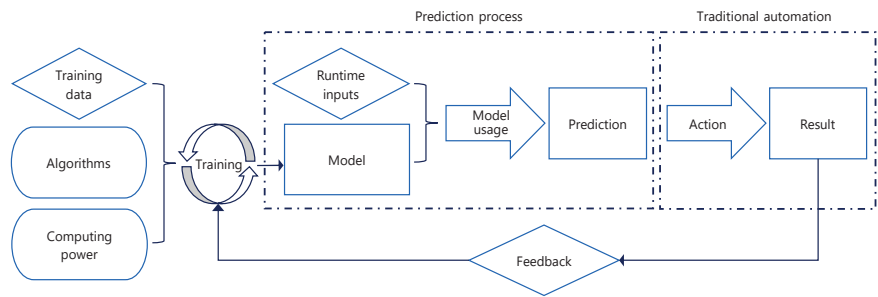 Prediction process
Traditional automation
Training
data
Runtime
inputs
Algorithms
Training
Model
Model
usage
Prediction
Action
Result
Computing
power
Feedback